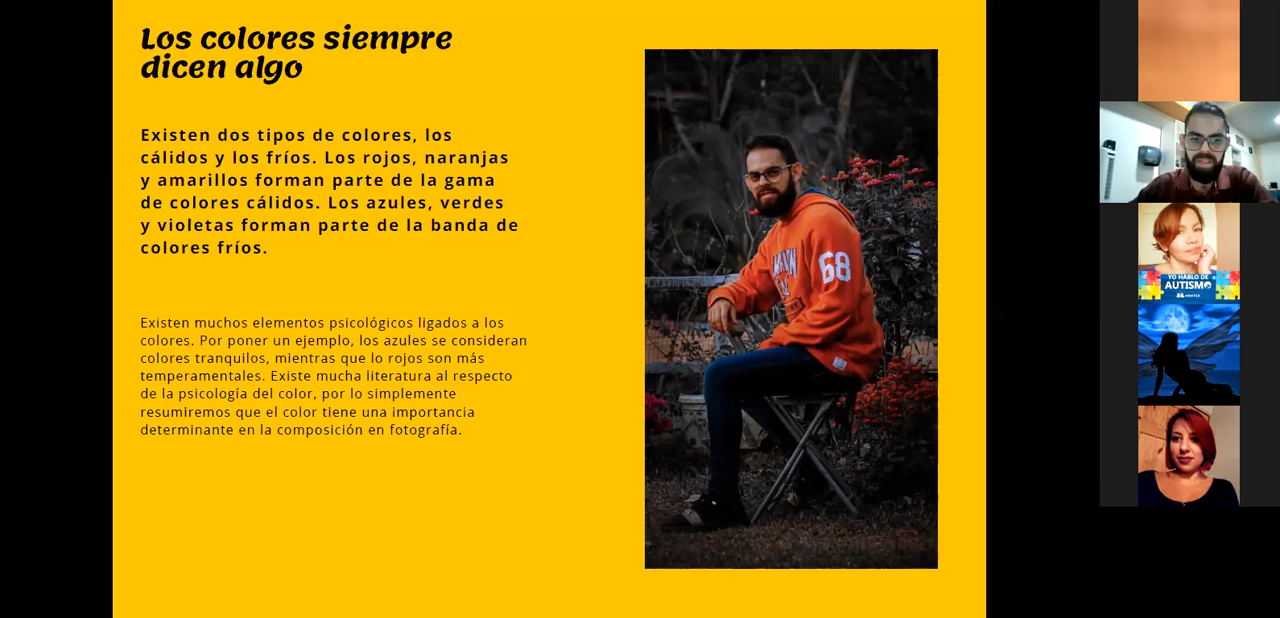 Los colores siempre
dicen algo
Existen dos tipos de colores, los
cálidos y los fríos. Los rojos, naranjas
y amarillos forman parte de la gama
de colores cálidos. Los azules, verdes
y violetas forman parte de la banda de
colores fríos.
Existen muchos elementos psicológicos ligados a los
colores. Por poner un ejemplo, los azules se consideran
colores tranquilos, mientras que lo rojos son más
temperamentales. Existe mucha literatura al respecto
de la psicología del color, por lo simplemente
resumiremos que el color tiene una importancia
determinante en la composición en fotografía.
68
YO HABLO DE
AUTISMO